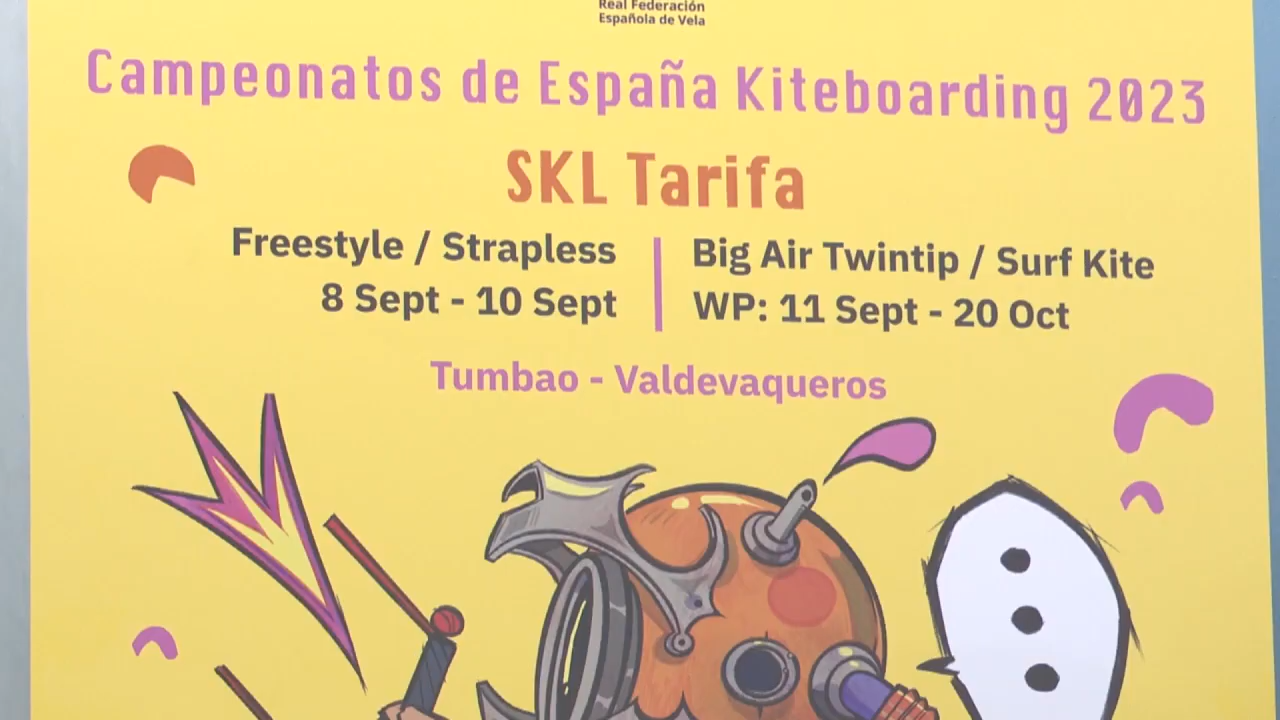 Real Federación
Española de Vela
Campeonatos de España Kiteboarding 2023
SKL Tarifa
Freestyle / Strapless
8 Sept - 10 Sept
Big Air Twintip / Surf Kite
WP: 11 Sept - 20 Oct
Tumbao - Valdevaqueros